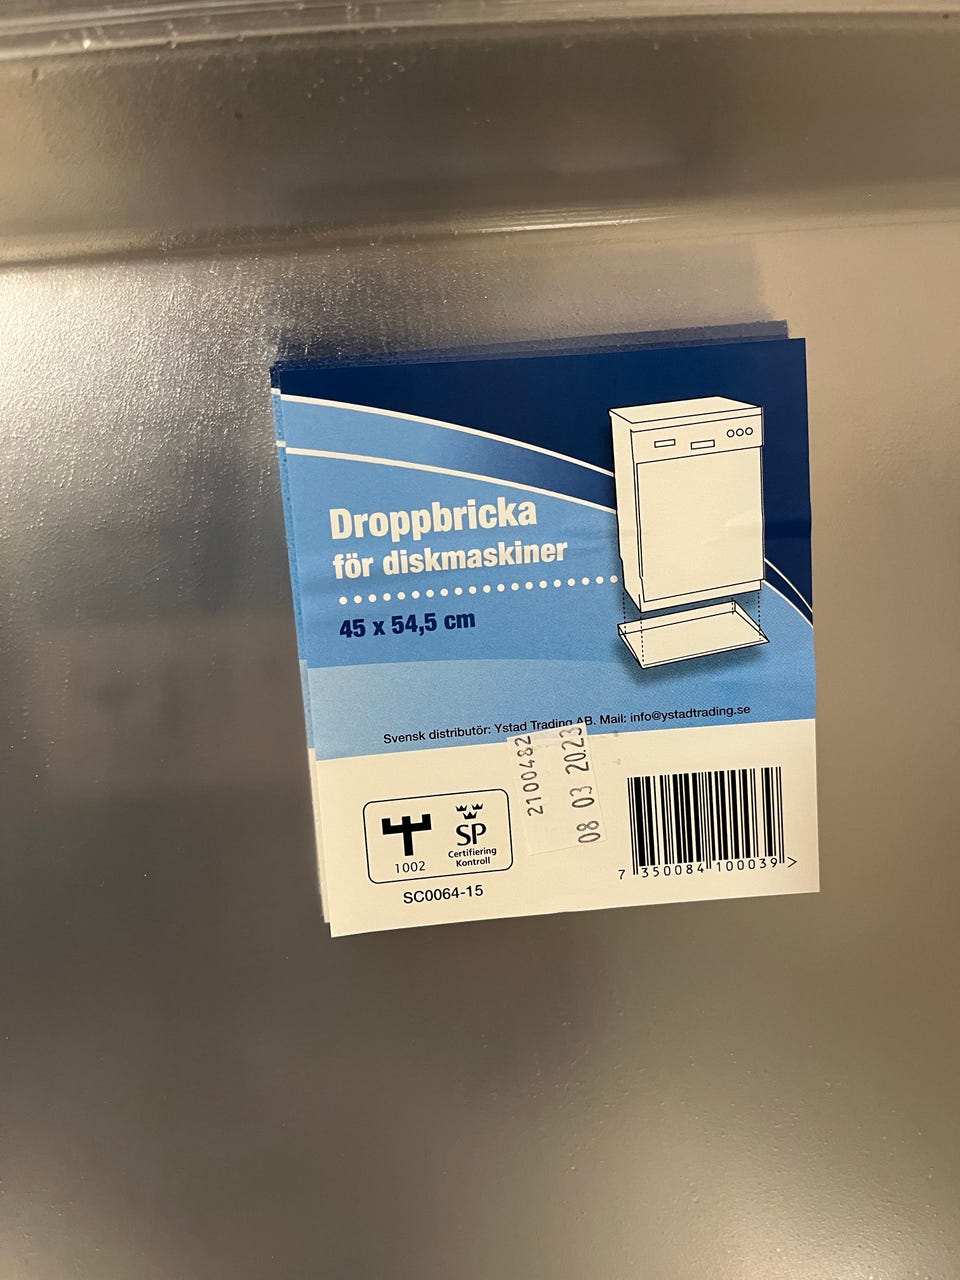 Droppbricka
för diskmaskiner
45 x 54,5 cm
Svensk distributör: Ystad Trading AB. Mail: info@ystadtrading.se
2100482
08 03 2023
1002
SP
Certifiering
Kontroll
SC0064-15
7 350084 100039 >